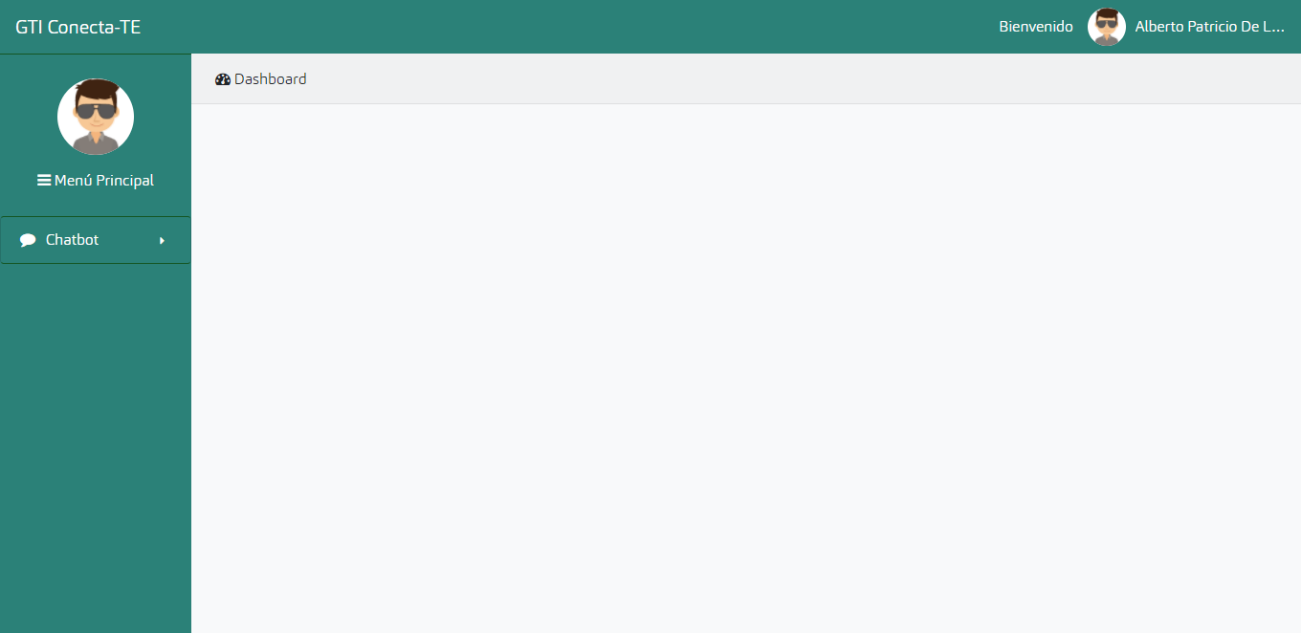 GTI Conecta-TE
Bienvenido Alberto Patricio De L...
Dashboard
Menú Principal
Chatbot